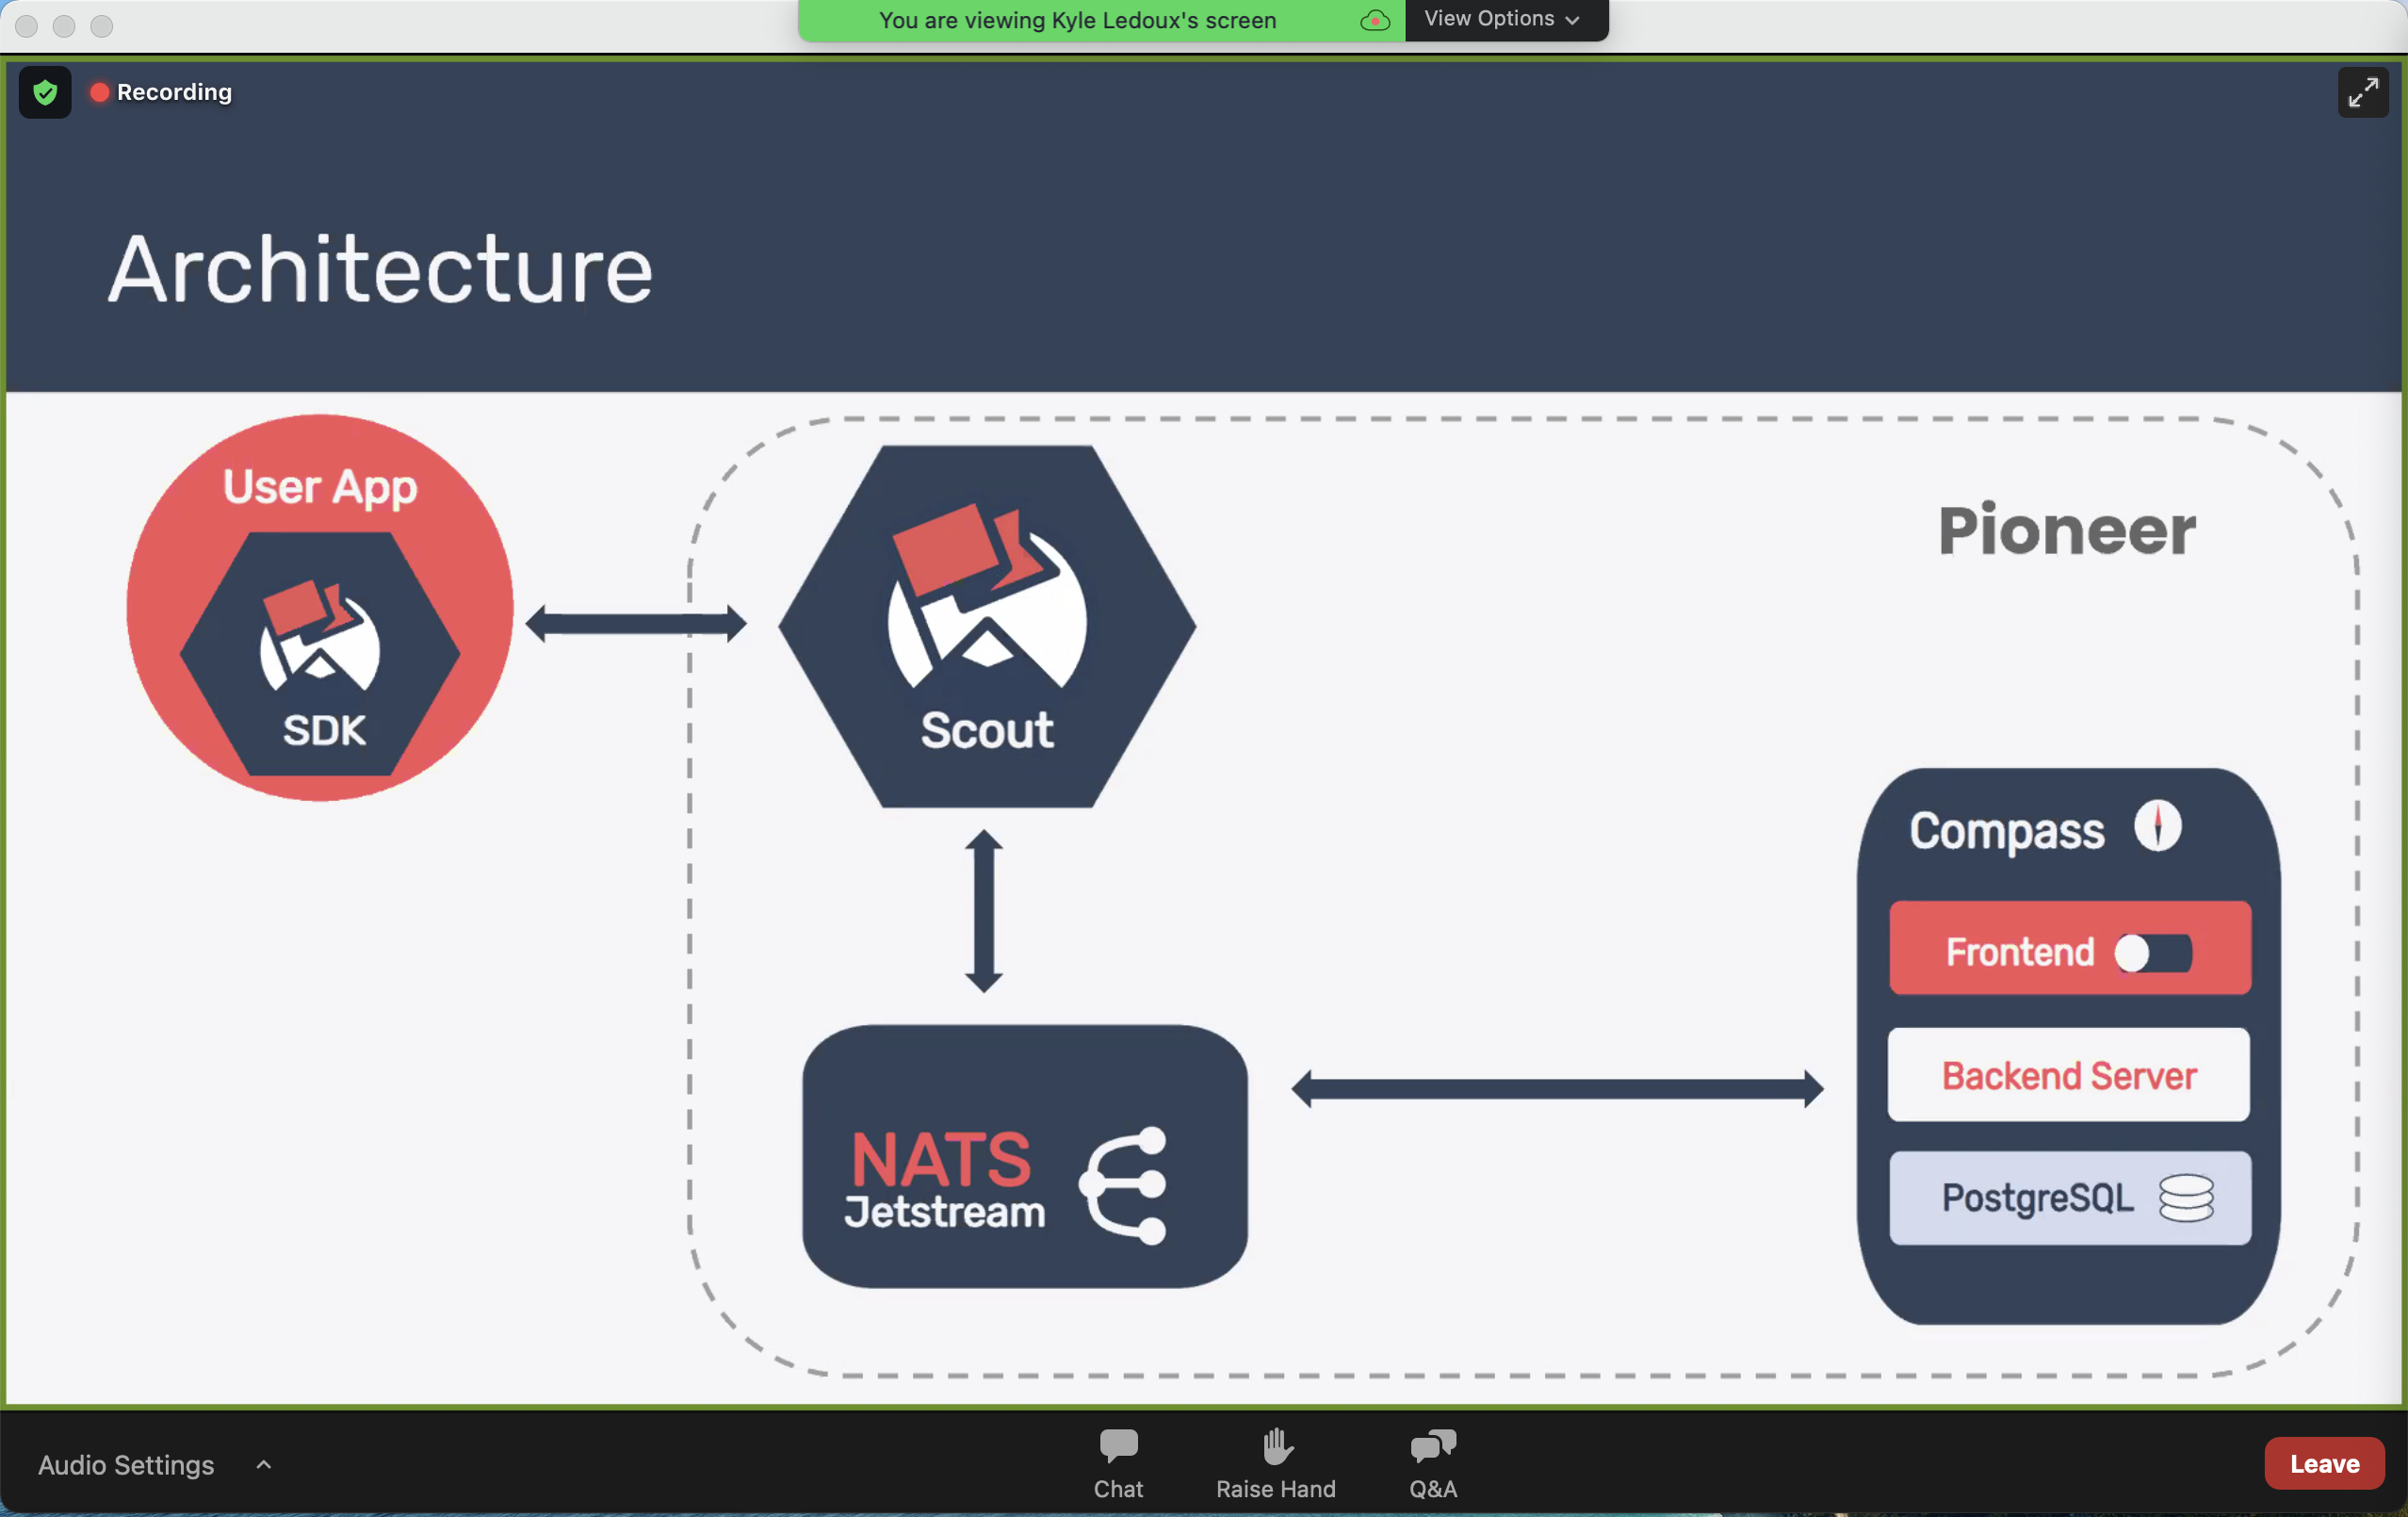 You are viewing Kyle Ledoux's screen
View Options
Recording
Architecture
User App
SDK
Scout
Pioneer
Compass
Frontend
Backend Server
PostgreSQL
NATS
Jetstream
Audio Settings
Chat
Raise Hand
Q&A
Leave